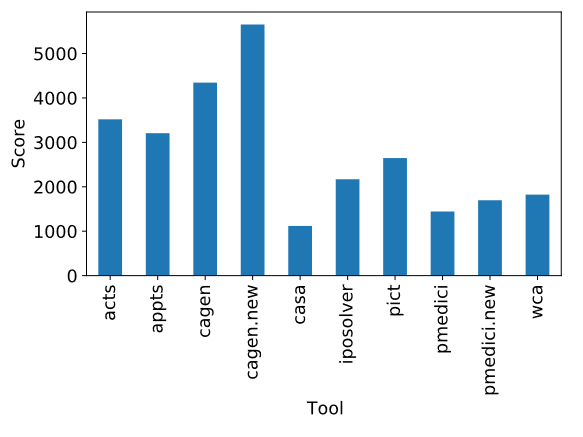 Score
5000
4000
3000
2000
1000
0
acts
appts
cagen
cagen.new
casa
iposolver
pict
pmedici
pmedici.new
wca
Tool